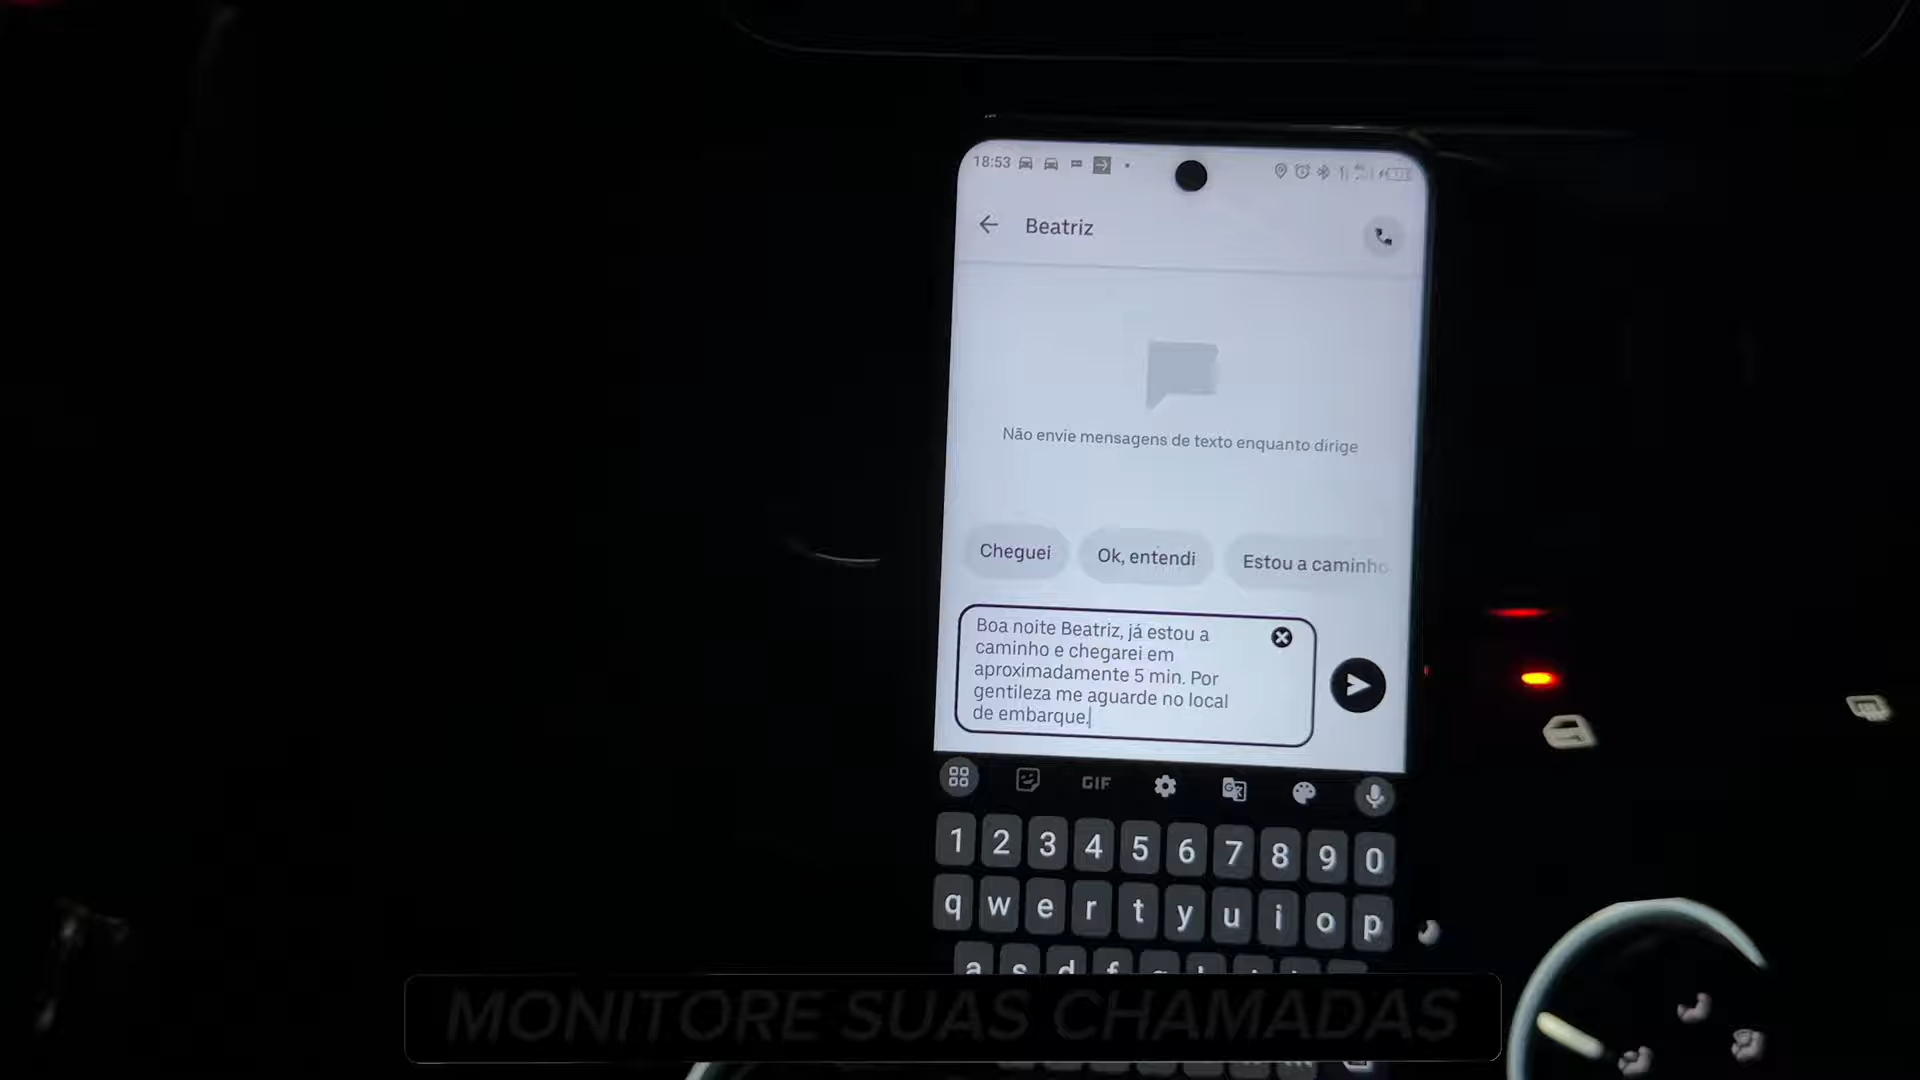 18:53
Beatriz
Não envie mensagens de texto enquanto dirige
Cheguei
Ok, entendi
Estou a caminho
Boa noite Beatriz, já estou a
caminho e chegarei em
aproximadamente 5 min. Por
gentileza me aguarde no local
de embarque.
GIF
1 2 3 4 5 6 7 8 9 0
q w e r t y u i o p
a s d f
MONITORE SUAS CHAMADAS